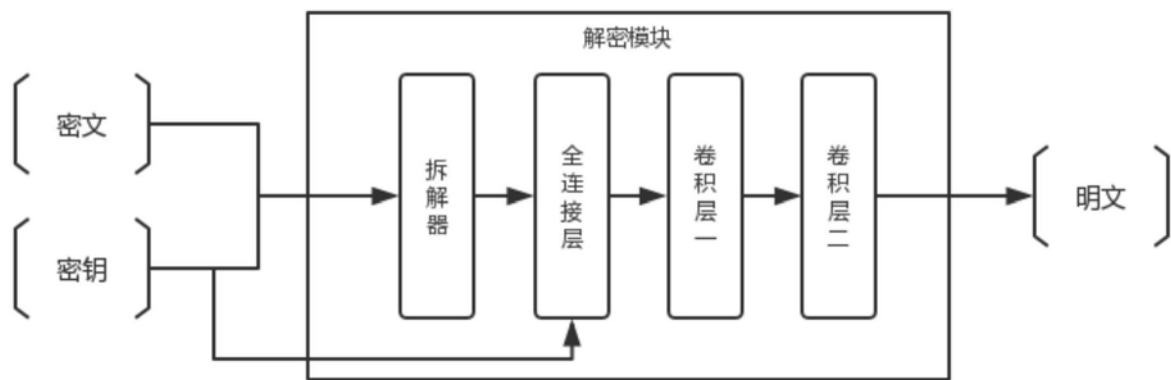 解密模块
密文
密钥
拆解器
全连接层
卷积层一
卷积层二
明文